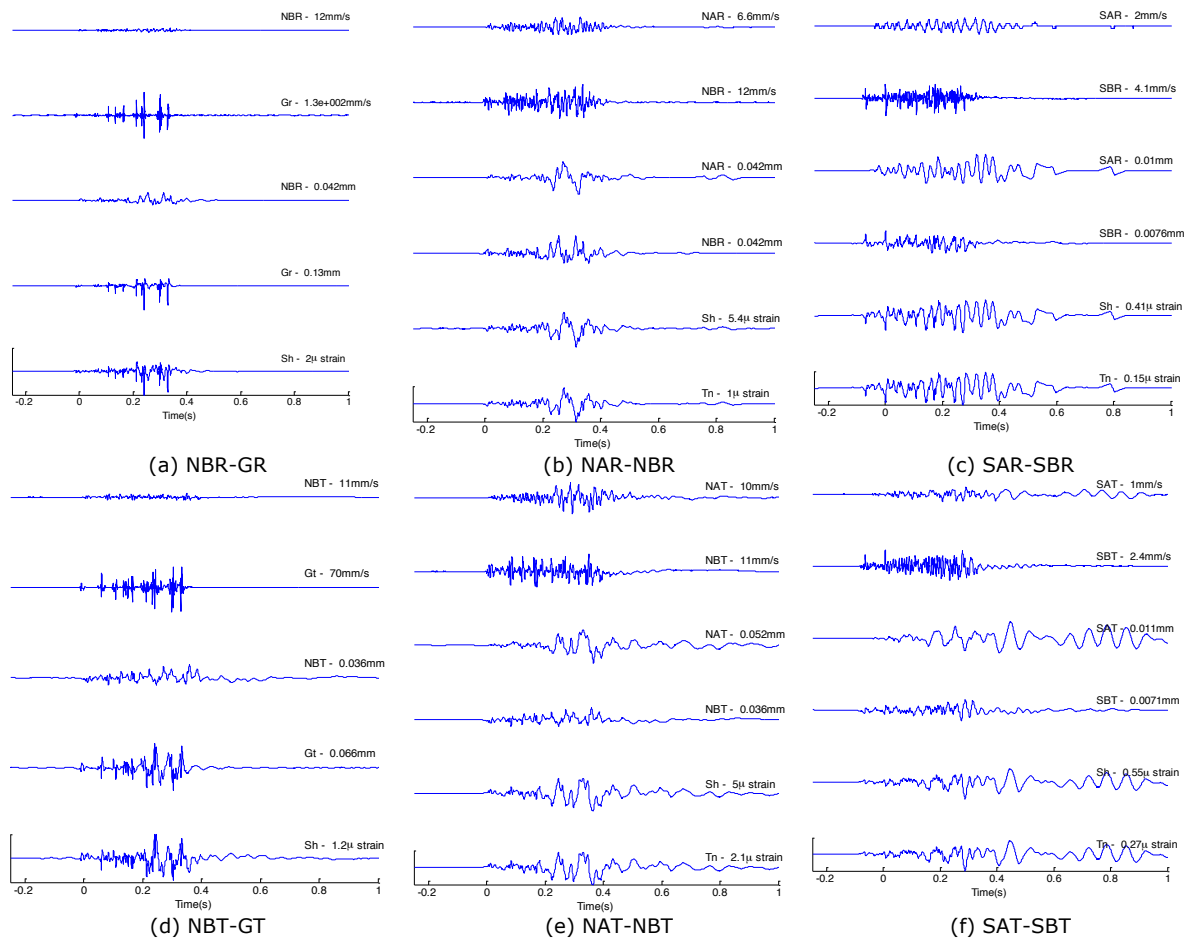 NBR - 12mm/s
Gr - 1.3e+002mm/s
NBR - 0.042mm
Gr - 0.13mm
Sh - 2μ strain
-0.2 0 0.2 0.4 0.6 0.8 1
Time(s)
(a) NBR-GR
NAR - 6.6mm/s
NBR - 12mm/s
NAR - 0.042mm
NBR - 0.042mm
Sh - 5.4μ strain
Tn - 1μ strain
-0.2 0 0.2 0.4 0.6 0.8 1
Time(s)
(b) NAR-NBR
SAR - 2mm/s
SBR - 4.1mm/s
SAR - 0.01mm
SBR - 0.0076mm
Sh - 0.41μ strain
Tn - 0.15μ strain
-0.2 0 0.2 0.4 0.6 0.8 1
Time(s)
(c) SAR-SBR
NBT - 11mm/s
Gt - 70mm/s
NBT - 0.036mm
Gt - 0.066mm
Sh - 1.2μ strain
-0.2 0 0.2 0.4 0.6 0.8 1
Time(s)
(d) NBT-GT
NAT - 10mm/s
NBT - 11mm/s
NAT - 0.052mm
NBT - 0.036mm
Sh - 5μ strain
Tn - 2.1μ strain
-0.2 0 0.2 0.4 0.6 0.8 1
Time(s)
(e) NAT-NBT
SAT - 1mm/s
SBT - 2.4mm/s
SAT - 0.011mm
SBT - 0.0071mm
Sh - 0.55μ strain
Tn - 0.27μ strain
-0.2 0 0.2 0.4 0.6 0.8 1
Time(s)
(f) SAT-SBT